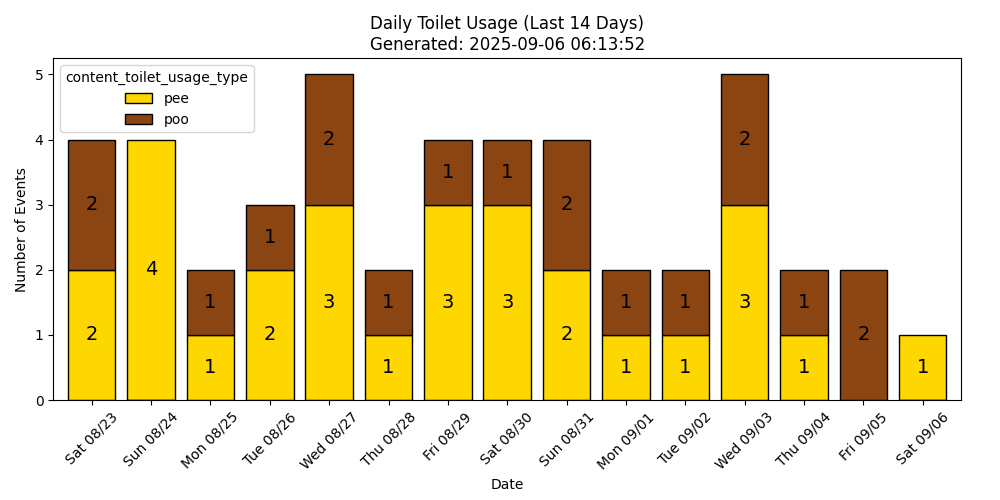 Daily Toilet Usage (Last 14 Days)
Generated: 2025-09-06 06:13:52
content_toilet_usage_type
pee
poo
Number of Events
5
4
3
2
1
0
2
2
4
1
1
1
2
2
3
1
1
1
3
1
3
2
2
1
1
1
1
2
3
1
1
2
1
Sat 08/23
Sun 08/24
Mon 08/25
Tue 08/26
Wed 08/27
Thu 08/28
Fri 08/29
Sat 08/30
Sun 08/31
Mon 09/01
Tue 09/02
Wed 09/03
Thu 09/04
Fri 09/05
Sat 09/06
Date